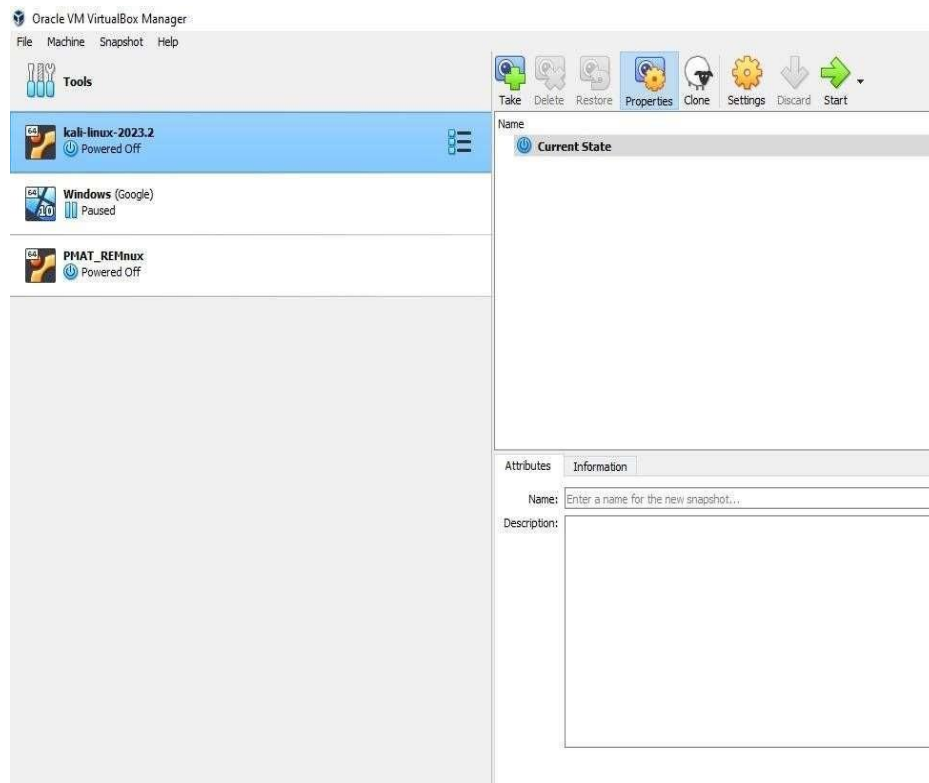 Oracle VM VirtualBox Manager
File Machine Snapshot Help
Tools
Take Delete Restore Properties Clone Settings Discard Start
64 kali-linux-2023.2
Powered Off
64 Windows (Google)
10 Paused
64 PMAT_REMnux
Powered Off
Name
Current State
Attributes Information
Name: Enter a name for the new snapshot...
Description: